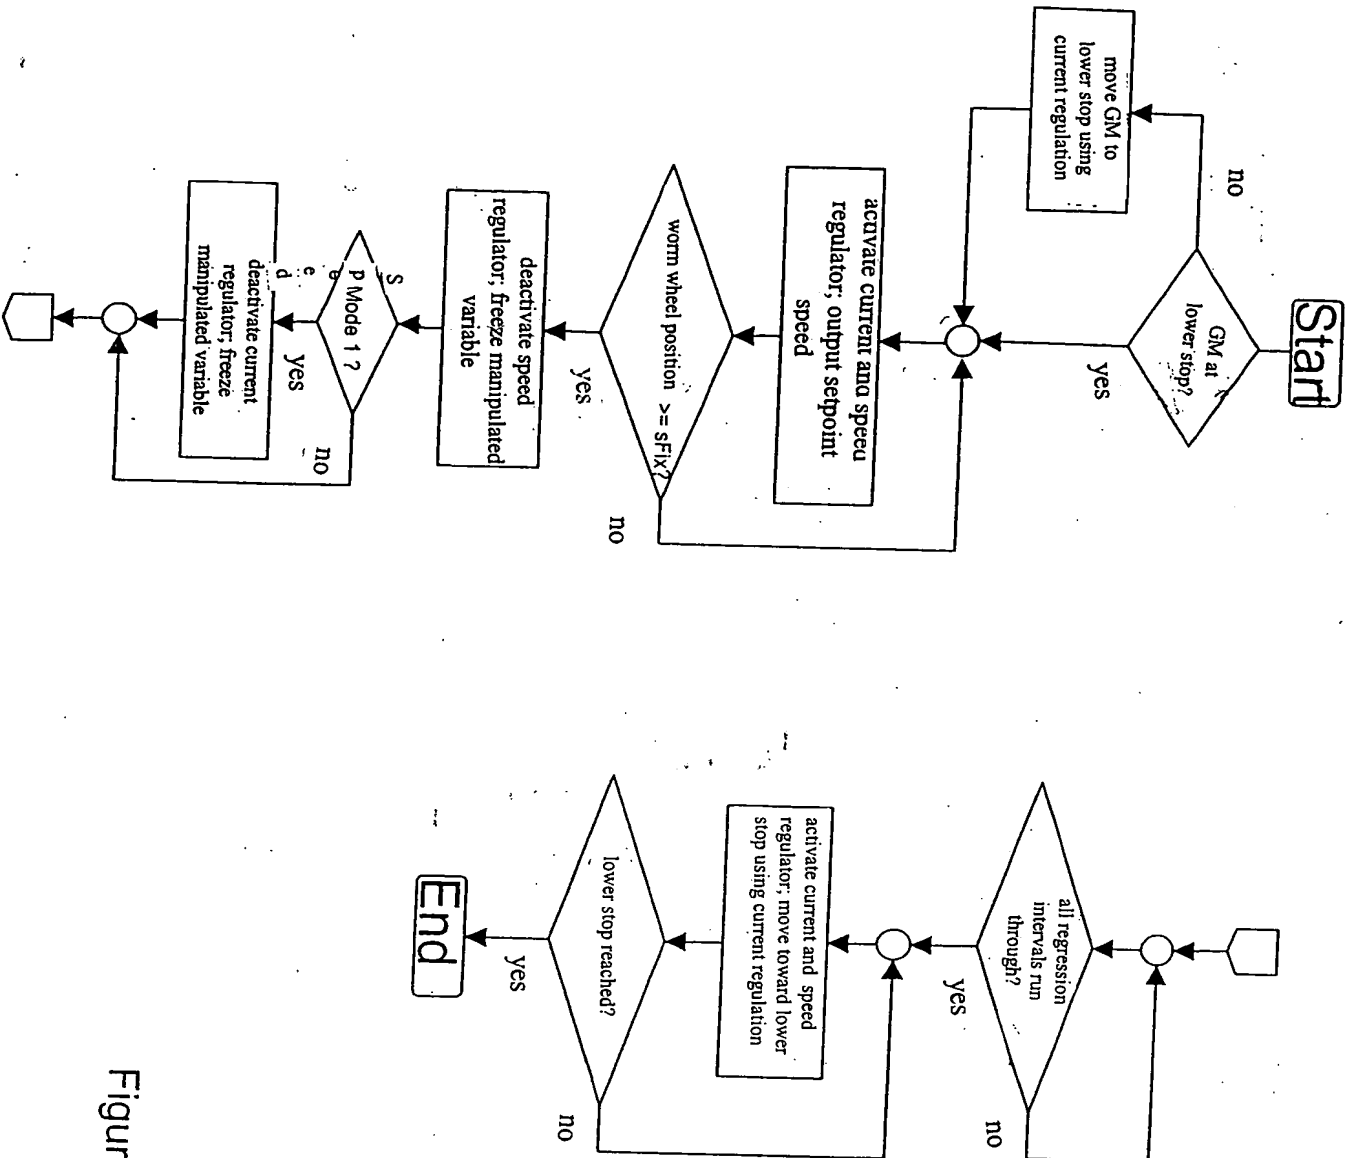 Start
GM at
lower stop?
no
yes
move GM to
lower stop using
current regulation
activate current and speed
regulator; output setpoint
speed
worm wheel position >= sFix?
no
yes
deactivate speed
regulator; freeze manipulated
variable
S
p Mode 1 ?
e
e
d
no
yes
deactivate current
regulator; freeze
manipulated variable
all regression
intervals run
through?
no
yes
activate current and speed
regulator; move toward lower
stop using current regulation
lower stop reached?
no
yes
End
Figur